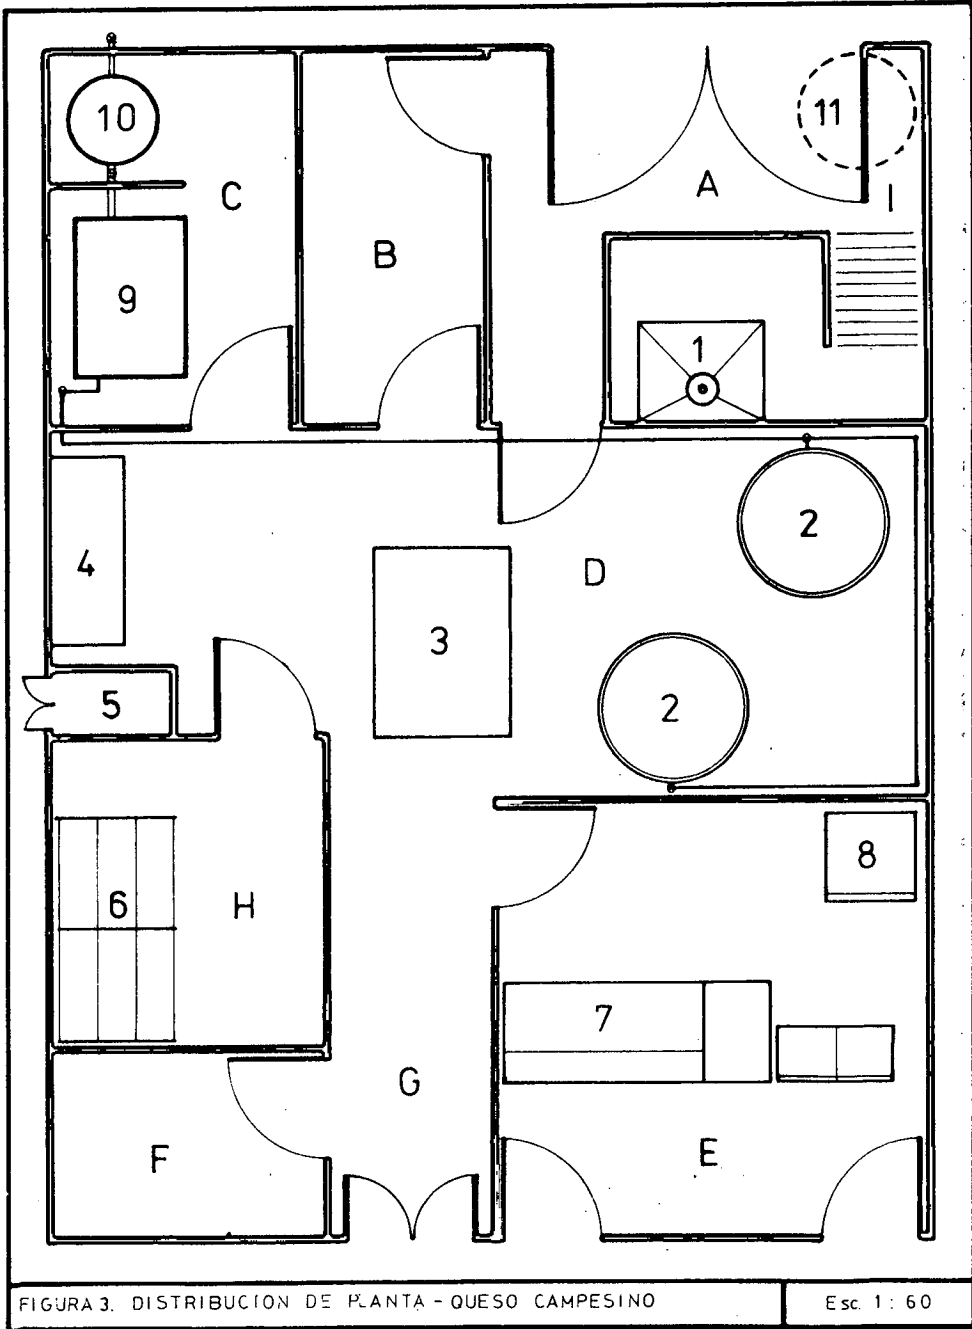 10
11
C
A
I
B
9
1
2
4
D
3
2
5
8
6
H
7
G
F
E
FIGURA 3. DISTRIBUCION DE PLANTA - QUESO CAMPESINO
Esc. 1 : 60